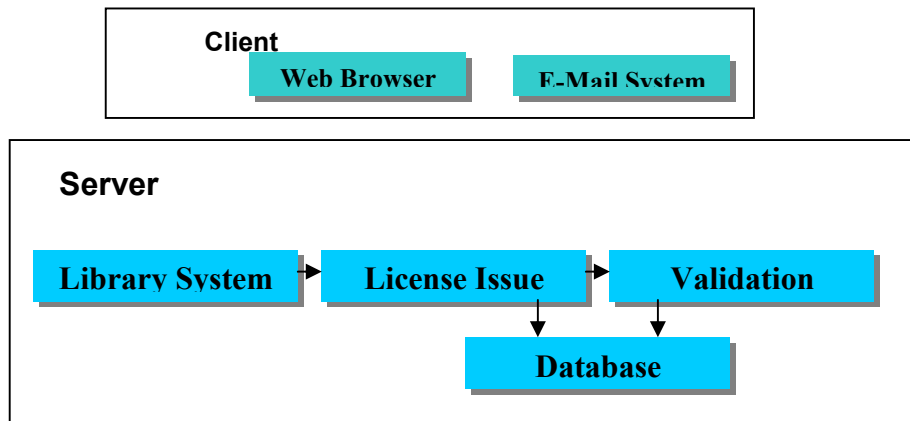 Client
Web Browser
E-Mail System
Server
Library System
License Issue
Validation
Database